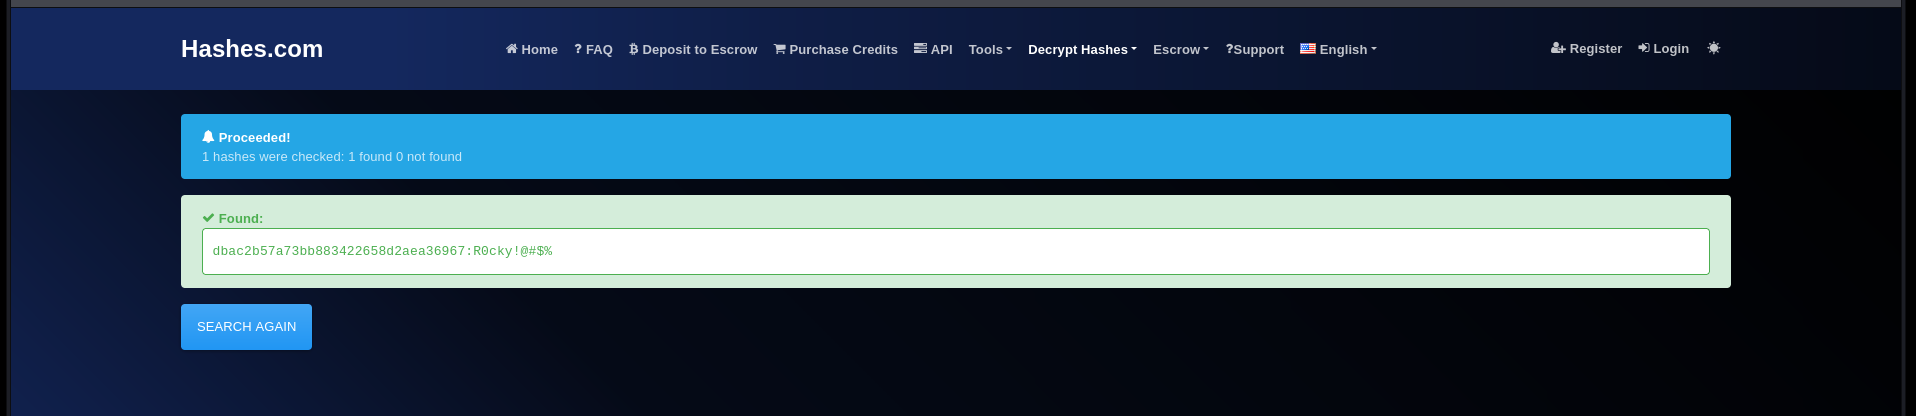 Hashes.com
Home ? FAQ Deposit to Escrow Purchase Credits API Tools Decrypt Hashes Escrow ?Support English Register Login
Proceeded!
1 hashes were checked: 1 found 0 not found
Found:
dbac2b57a73bb883422658d2aea36967:R0cky!@#$%
SEARCH AGAIN